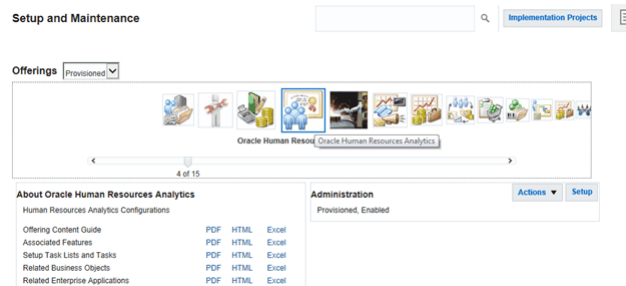 Setup and Maintenance
Implementation Projects
Offerings Provisioned
Oracle Human Resou
Oracle Human Resources Analytics
4 of 15
About Oracle Human Resources Analytics
Human Resources Analytics Configurations
Offering Content Guide PDF HTML Excel
Associated Features PDF HTML Excel
Setup Task Lists and Tasks PDF HTML Excel
Related Business Objects PDF HTML Excel
Related Enterprise Applications PDF HTML Excel
Administration Actions Setup
Provisioned, Enabled